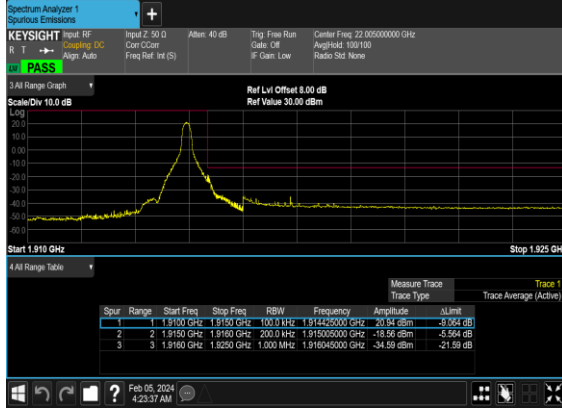 Spectrum Analyzer 1
Spurious Emissions
+
KEYSIGHT Input: RF Input Z: 50 Ω Atten: 40 dB Trig: Free Run Center Freq: 22.005000000 GHz
R T Coupling: DC Corr CCorr Gate: Off Avg|Hold: 100/100
Align: Auto Freq Ref: Int (S) IF Gain: Low Radio Std: None
PASS
3 All Range Graph
Ref Lvl Offset 8.00 dB
Scale/Div 10.0 dB Ref Value 30.00 dBm
Log
20.0
10.0
0.00
-10.0
-20.0
-30.0
-40.0
-50.0
-60.0
Start 1.910 GHz Stop 1.925 GH
4 All Range Table
Measure Trace Trace 1
Trace Type Trace Average (Active)
Spur Range Start Freq Stop Freq RBW Frequency Amplitude ΔLimit
1 1 1.9100 GHz 1.9150 GHz 100.0 kHz 1.914425000 GHz 20.94 dBm -9.064 dB
2 2 1.9150 GHz 1.9160 GHz 200.0 kHz 1.915005000 GHz -18.56 dBm -5.564 dB
3 3 1.9160 GHz 1.9250 GHz 1.000 MHz 1.916045000 GHz -34.59 dBm -21.59 dB
? Feb 05, 2024
4:23:37 AM